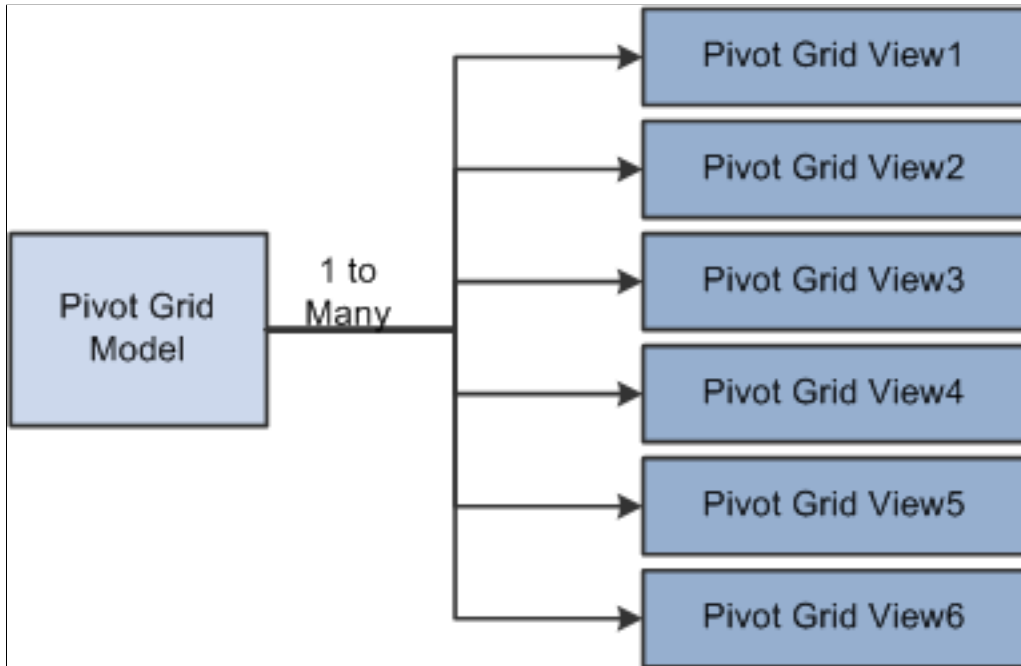 Pivot Grid
Model
1 to
Many
Pivot Grid View1
Pivot Grid View2
Pivot Grid View3
Pivot Grid View4
Pivot Grid View5
Pivot Grid View6